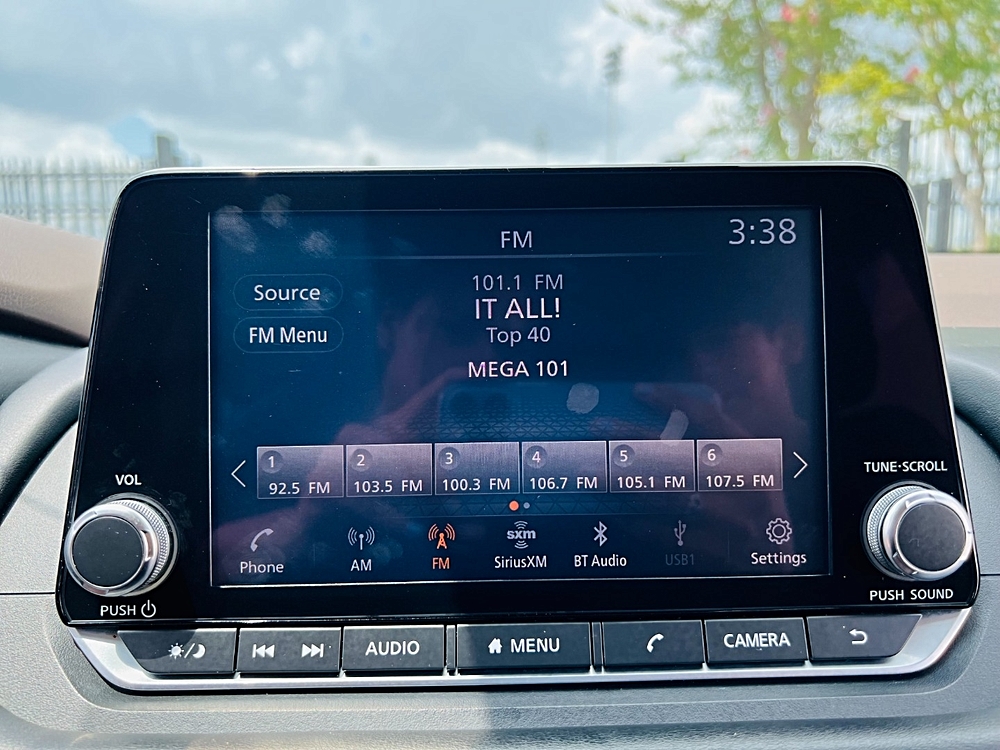 FM
3:38
Source
FM Menu
101.1 FM
IT ALL!
Top 40
MEGA 101
1
92.5 FM
2
103.5 FM
3
100.3 FM
4
106.7 FM
5
105.1 FM
6
107.5 FM
Phone
AM
FM
sxm
SiriusXM
BT Audio
USB1
Settings
VOL
PUSH
TUNE·SCROLL
PUSH SOUND
AUDIO
MENU
CAMERA